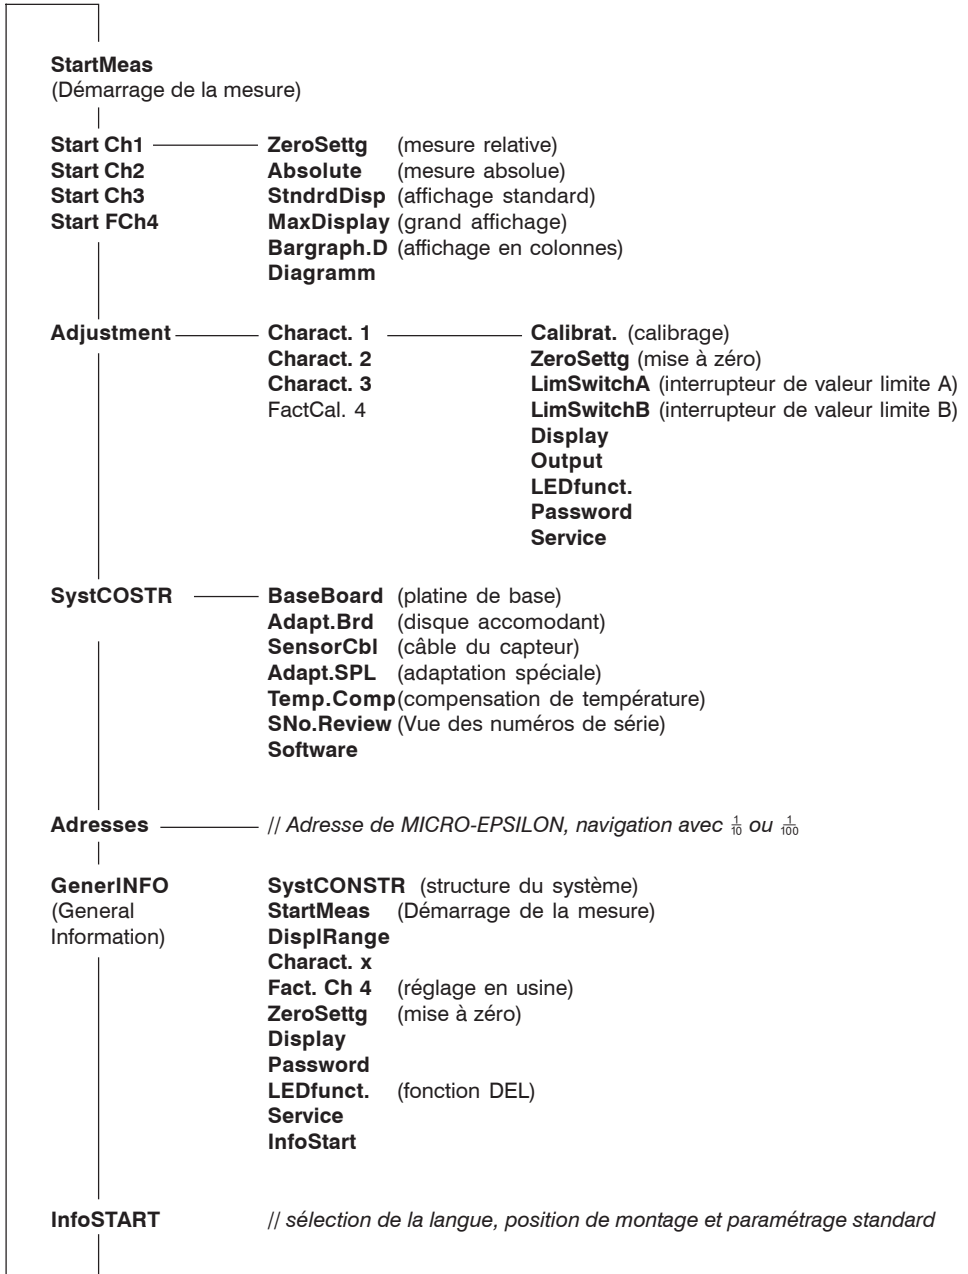 StartMeas
(Démarrage de la mesure)
Start Ch1 ZeroSettg (mesure relative)
Start Ch2 Absolute (mesure absolue)
Start Ch3 StndrdDisp (affichage standard)
Start FCh4 MaxDisplay (grand affichage)
Bargraph.D (affichage en colonnes)
Diagramm
Adjustment Charact. 1 Calibrat. (calibrage)
Charact. 2 ZeroSettg (mise à zéro)
Charact. 3 LimSwitchA (interrupteur de valeur limite A)
FactCal. 4 LimSwitchB (interrupteur de valeur limite B)
Display
Output
LEDfunct.
Password
Service
SystCOSTR BaseBoard (platine de base)
Adapt.Brd (disque accomodant)
SensorCbl (câble du capteur)
Adapt.SPL (adaptation spéciale)
Temp.Comp(compensation de température)
SNo.Review (Vue des numéros de série)
Software
Adresses // Adresse de MICRO-EPSILON, navigation avec 1/10 ou 1/100
GenerINFO SystCONSTR (structure du système)
(General StartMeas (Démarrage de la mesure)
Information) DisplRange
Charact. x
Fact. Ch 4 (réglage en usine)
ZeroSettg (mise à zéro)
Display
Password
LEDfunct. (fonction DEL)
Service
InfoStart
InfoSTART // sélection de la langue, position de montage et paramétrage standard